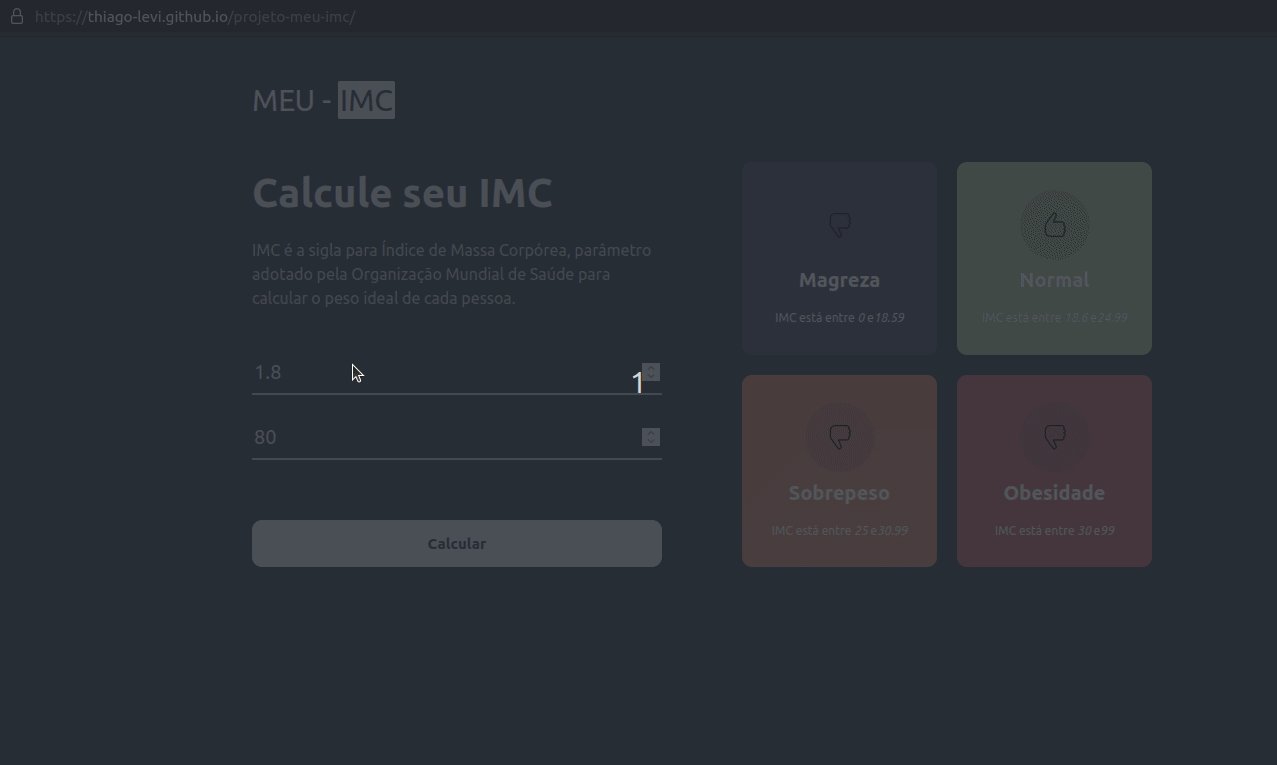 https://thiago-levi.github.io/projeto-meu-imc/
MEU - IMC
Calcule seu IMC
IMC é a sigla para Índice de Massa Corpórea, parâmetro
adotado pela Organização Mundial de Saúde para
calcular o peso ideal de cada pessoa.
1.8
1
80
Calcular
Magreza
IMC está entre 0 e 18.59
Normal
IMC está entre 18.6 e 24.99
Sobrepeso
IMC está entre 25 e 30.99
Obesidade
IMC está entre 30 e 99